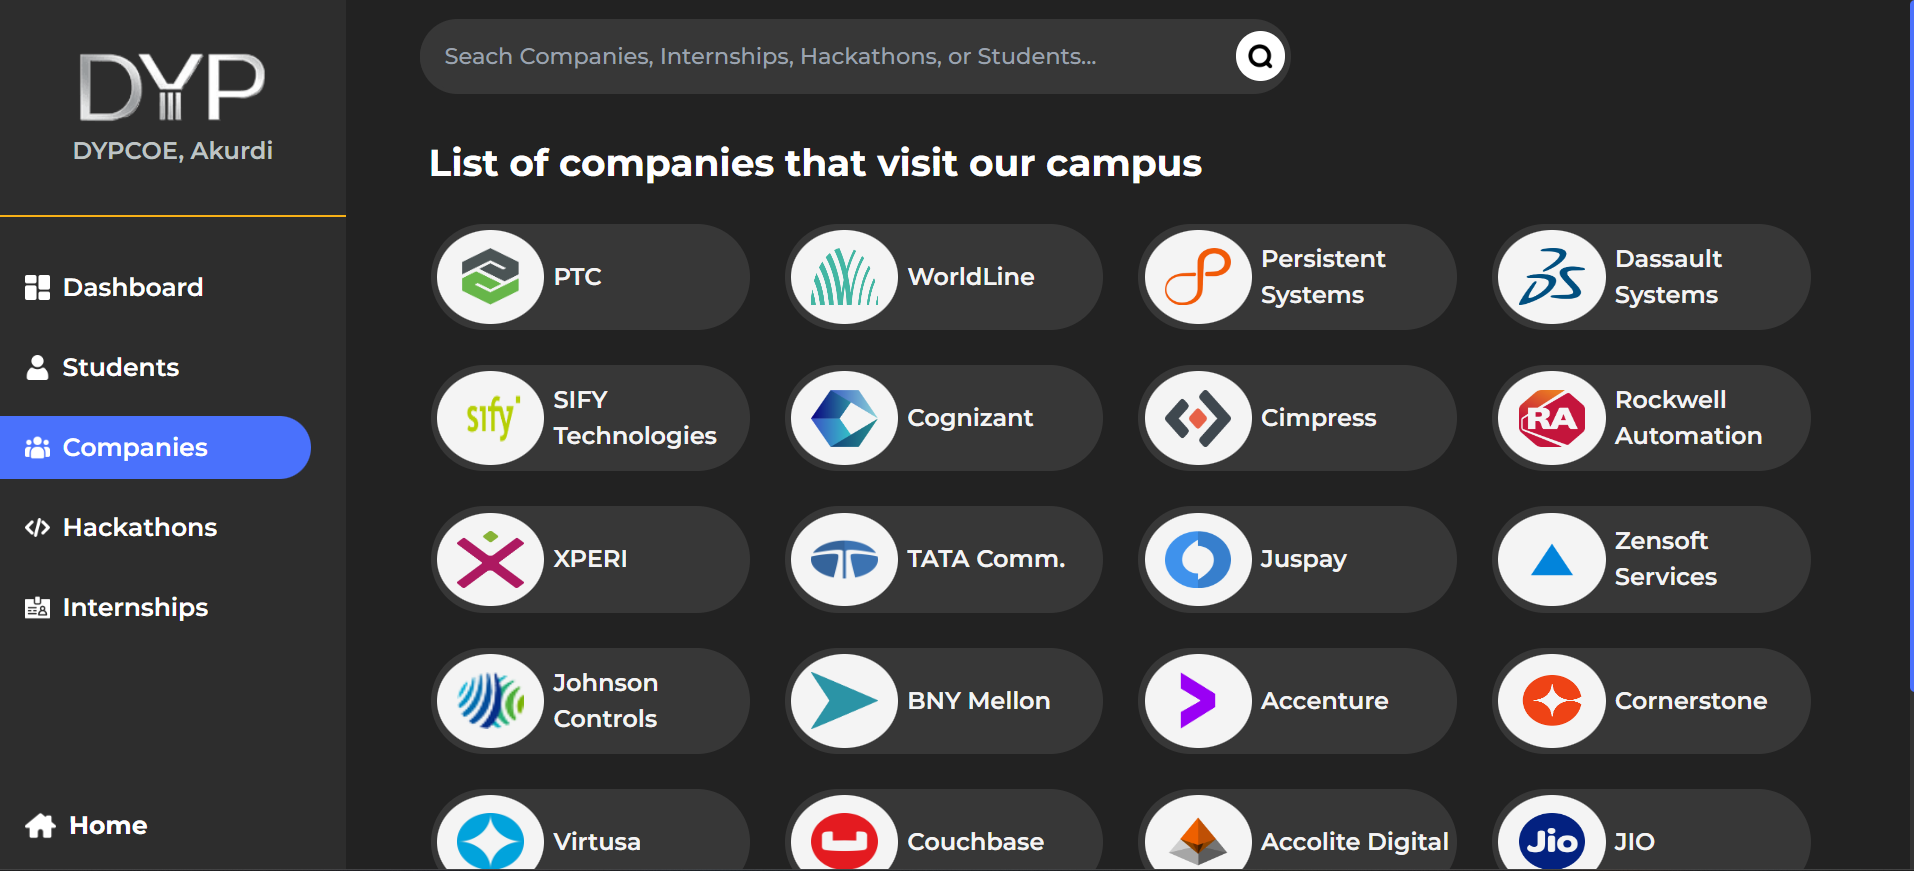 DYP
DYPCOE, Akurdi
Dashboard
Students
Companies
Hackathons
Internships
Home
Seach Companies, Internships, Hackathons, or Students...
List of companies that visit our campus
PTC
WorldLine
Persistent
Systems
Dassault
Systems
sify
SIFY
Technologies
Cognizant
Cimpress
RA
Rockwell
Automation
XPERI
TATA Comm.
Juspay
Zensoft
Services
Johnson
Controls
BNY Mellon
Accenture
Cornerstone
Virtusa
Couchbase
Accolite Digital
Jio
JIO